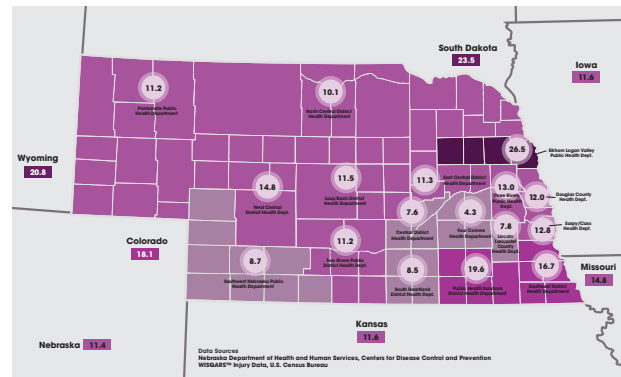 South Dakota
23.5
Iowa
11.6
11.2
Panhandle Public
Health Department
10.1
North Central District
Health Department
26.5
Elkhorn Logan Valley
Public Health Dept.
Wyoming
20.8
14.8
West Central
District Health Dept.
11.5
Loup Basin District
Health Department
11.3
East Central District
Health Department
13.0
Three Rivers
Public Health
Dept.
12.0
Douglas County
Health Dept.
7.6
Central District
Health Department
4.3
Four Corners
Health Department
7.8
Lincoln
Lancaster
County
Health Dept.
12.8
Sarpy/Cass
Health Dept.
Colorado
18.1
8.7
Southwest Nebraska Public
Health Department
11.2
Two Rivers Public
District Health Dept.
8.5
South Heartland
District Health Dept.
19.6
Public Health Solutions
District Health Department
16.7
Southeast District
Health Department
Missouri
14.8
Kansas
11.6
Nebraska 11.4
Data Sources
Nebraska Department of Health and Human Services, Centers for Disease Control and Prevention
WISQARS™ Injury Data, U.S. Census Bureau